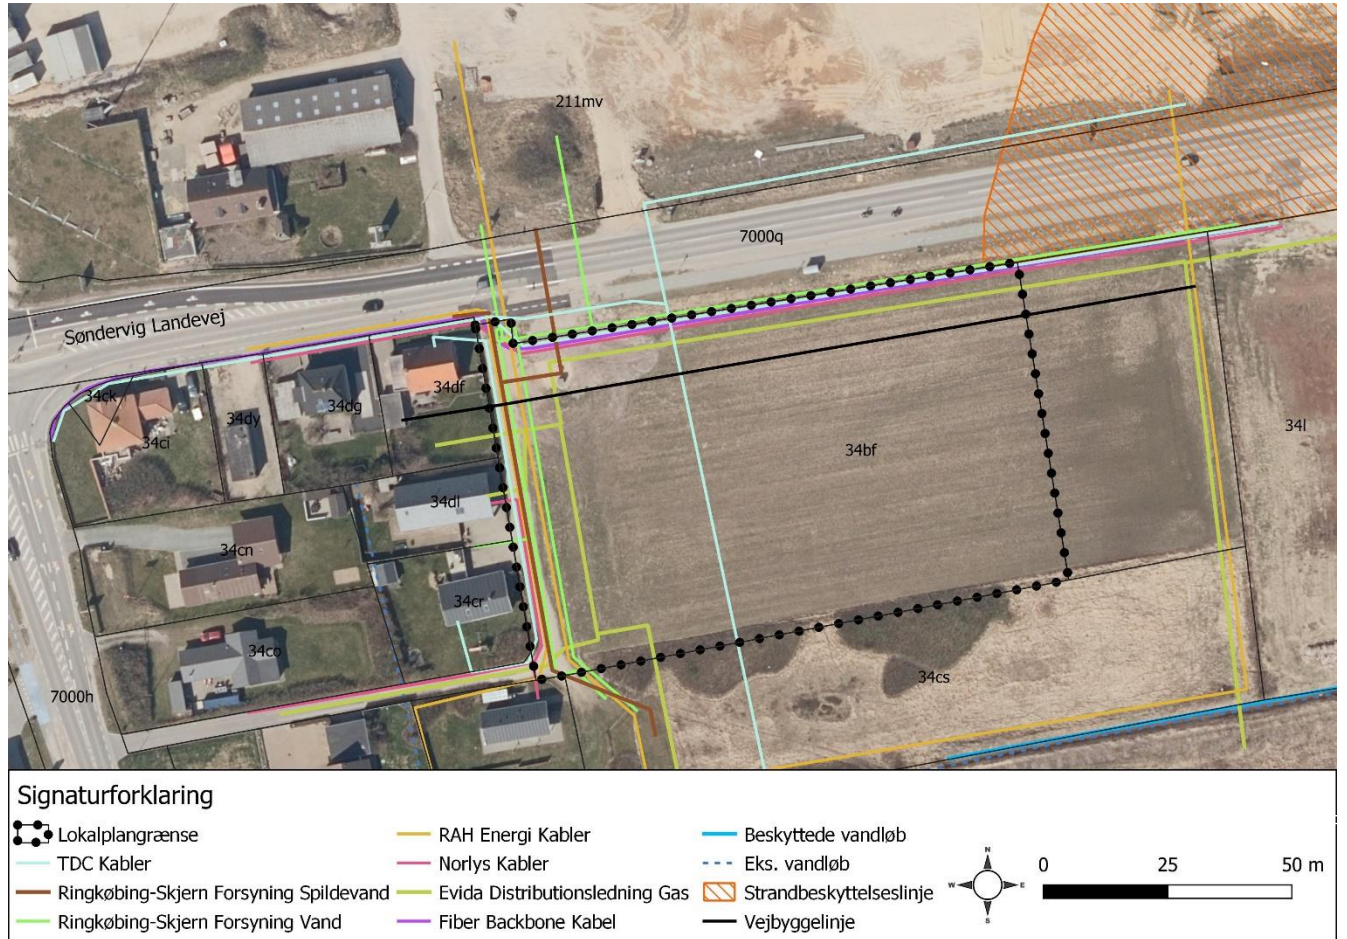 211mv
7000q
Søndervig Landevej
34ck
34ci
34dy
34dg
34df
34bf
34l
34dl
34cn
34cr
34co
34cs
7000h
Signaturforklaring
Lokalplangrænse
TDC Kabler
Ringkøbing-Skjern Forsyning Spildevand
Ringkøbing-Skjern Forsyning Vand
RAH Energi Kabler
Norlys Kabler
Evida Distributionsledning Gas
Fiber Backbone Kabel
Beskyttede vandløb
Eks. vandløb
Strandbeskyttelseslinje
Vejbyggelinje
N
W E
S
0 25 50 m